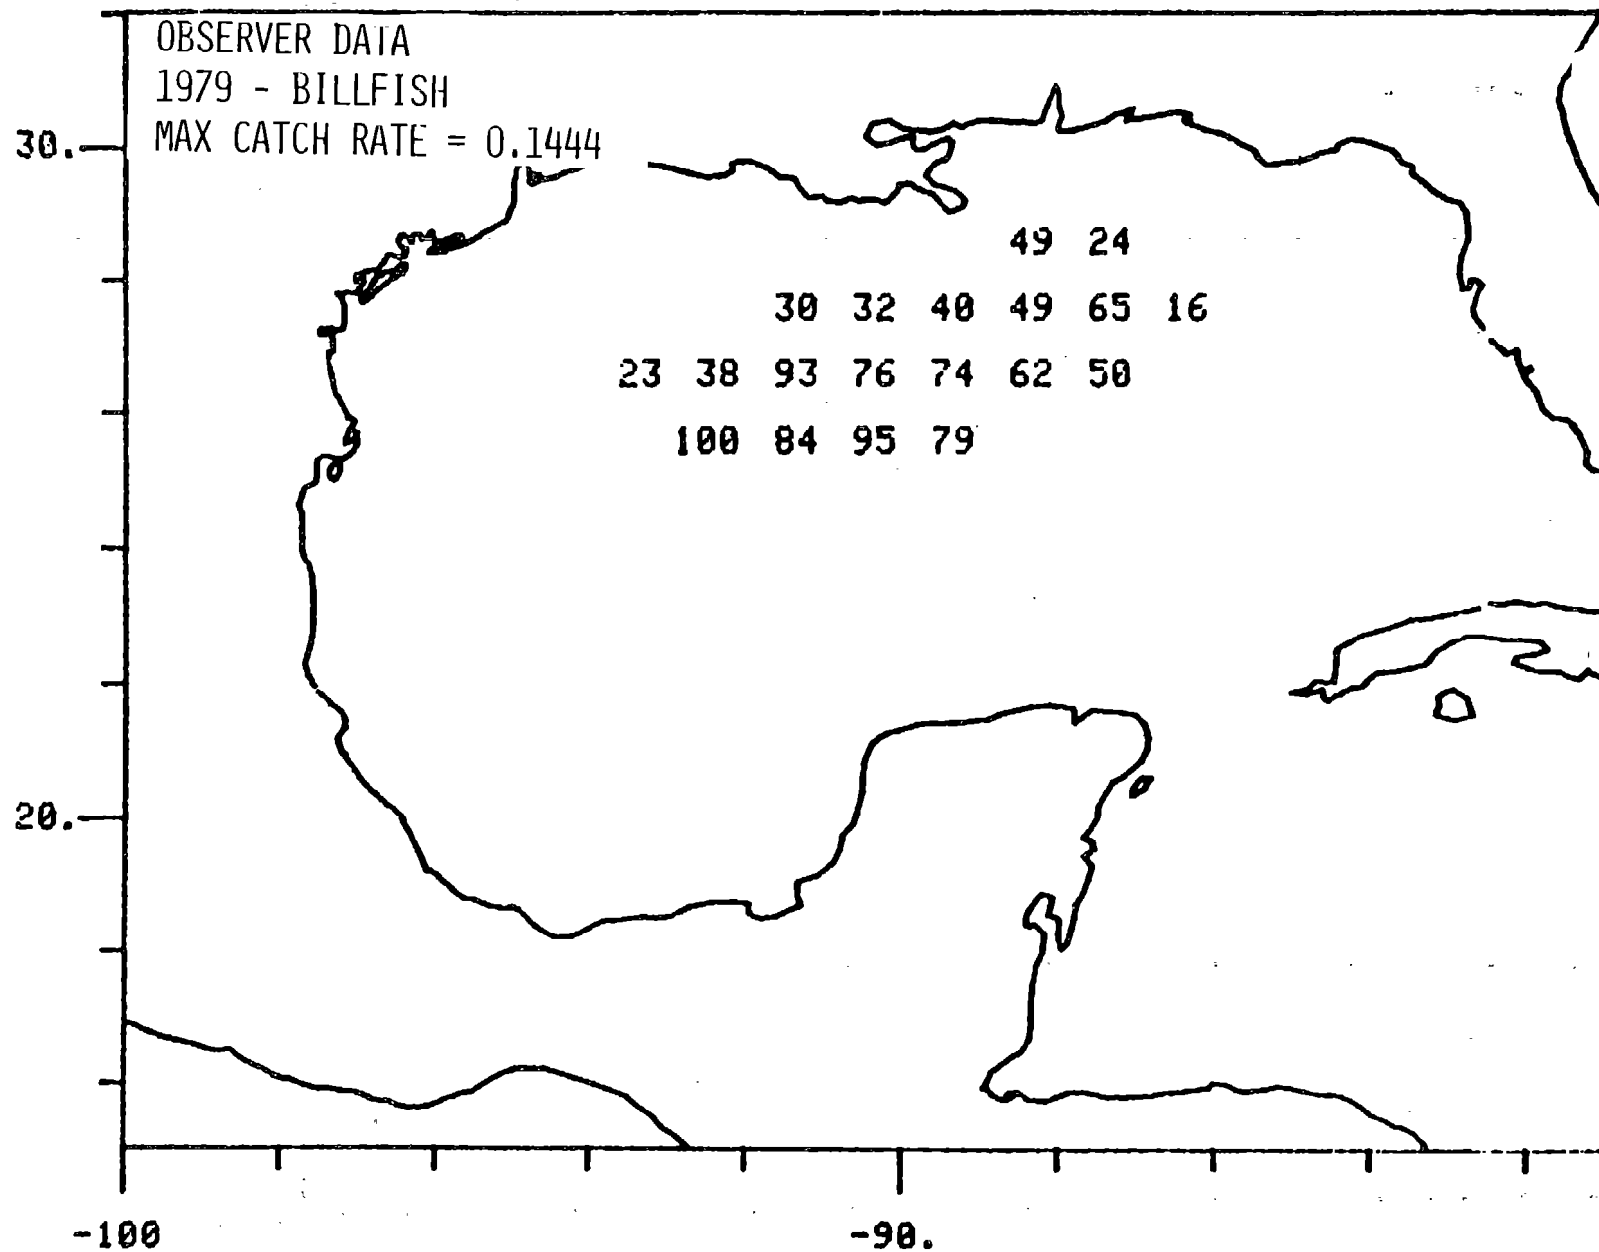 OBSERVER DATA
1979 - BILLFISH
MAX CATCH RATE = 0.1444
30.
49 24
30 32 40 49 65 16
23 38 93 76 74 62 50
100 84 95 79
20.
-100 -90.